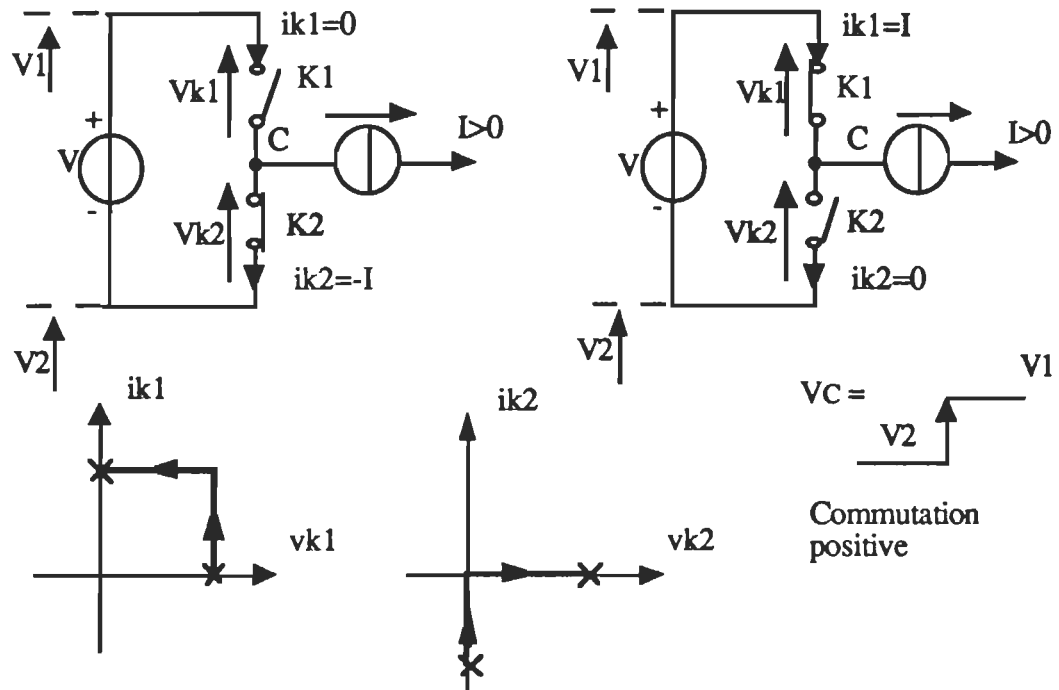 ik1=0
V1
Vk1
K1
+
V
-
C
I>0
Vk2
K2
ik2=-I
V2
ik1=I
V1
Vk1
K1
+
V
-
C
I>0
Vk2
K2
ik2=0
V2
ik1
vk1
ik2
vk2
VC =
V1
V2
Commutation
positive